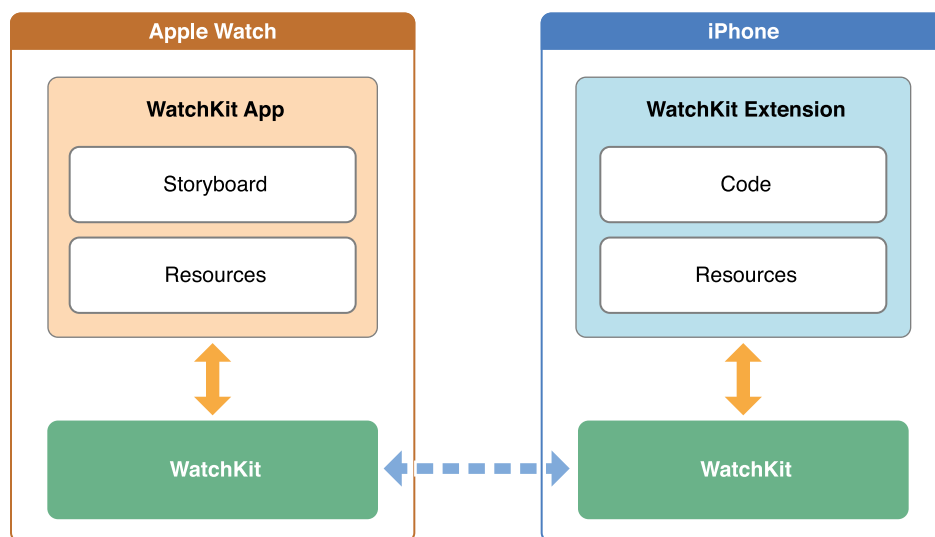 Apple Watch
WatchKit App
Storyboard
Resources
WatchKit
iPhone
WatchKit Extension
Code
Resources
WatchKit